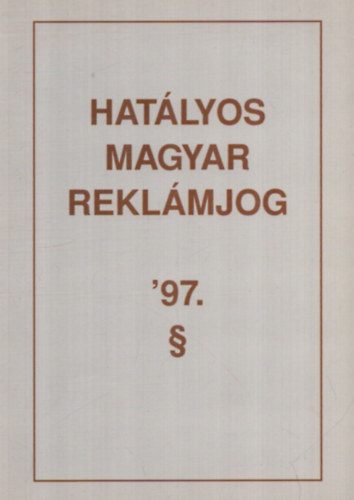 HATÁLYOS
MAGYAR
REKLÁMJOG
'97.
§